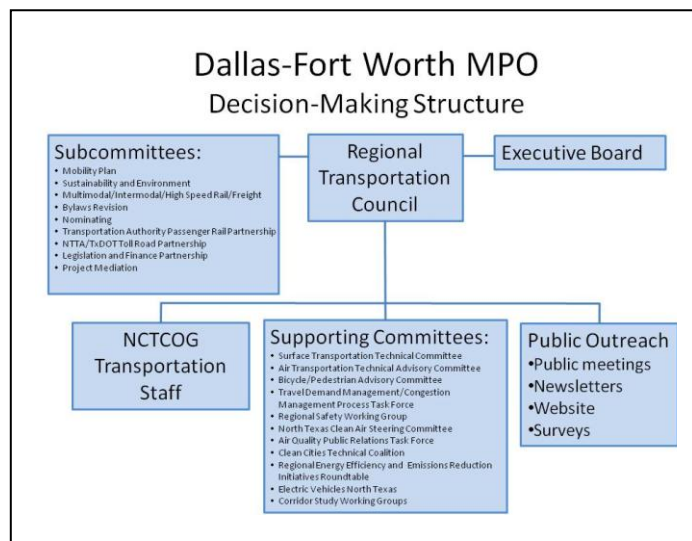 Dallas-Fort Worth MPO
Decision-Making Structure
Subcommittees:
• Mobility Plan
• Sustainability and Environment
• Multimodal/Intermodal/High Speed Rail/Freight
• Bylaws Revision
• Nominating
• Transportation Authority Passenger Rail Partnership
• NTTA/TxDOT Toll Road Partnership
• Legislation and Finance Partnership
• Project Mediation
Regional
Transportation
Council
Executive Board
NCTCOG
Transportation
Staff
Supporting Committees:
• Surface Transportation Technical Committee
• Air Transportation Technical Advisory Committee
• Bicycle/Pedestrian Advisory Committee
• Travel Demand Management/Congestion
Management Process Task Force
• Regional Safety Working Group
• North Texas Clean Air Steering Committee
• Air Quality Public Relations Task Force
• Clean Cities Technical Coalition
• Regional Energy Efficiency and Emissions Reduction
Initiatives Roundtable
• Electric Vehicles North Texas
• Corridor Study Working Groups
Public Outreach
•Public meetings
•Newsletters
•Website
•Surveys